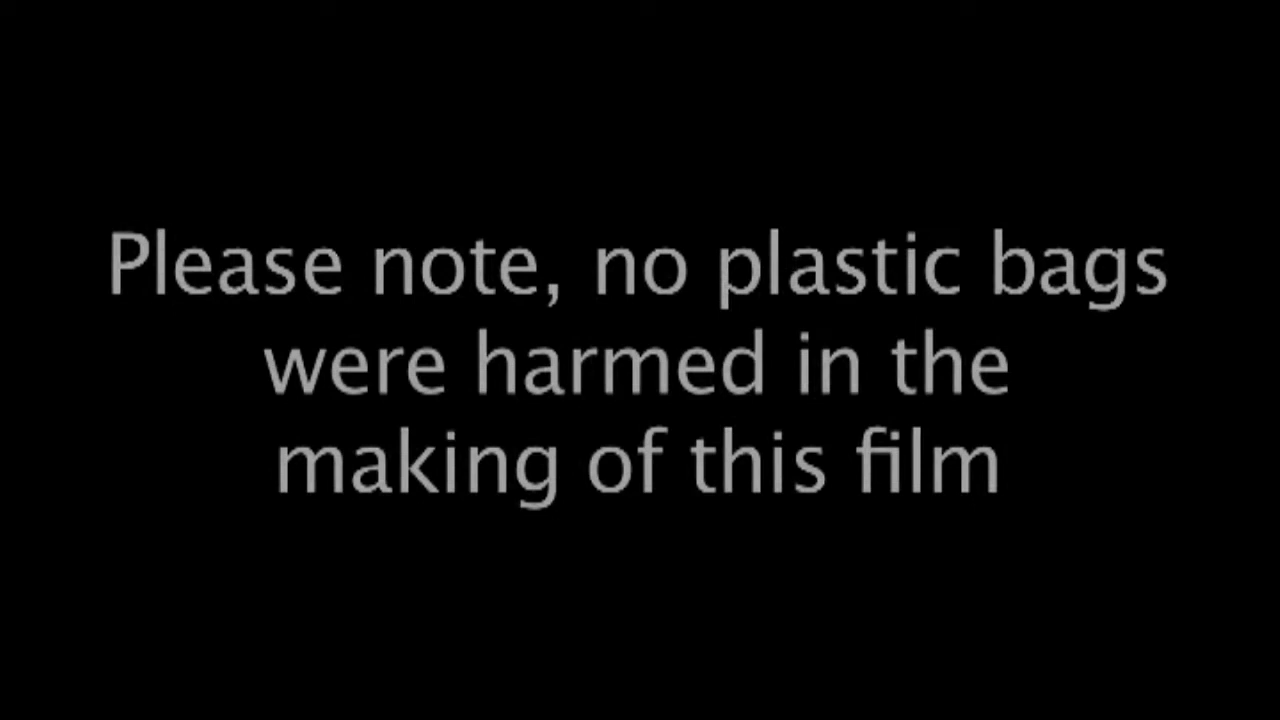 Please note, no plastic bags
were harmed in the
making of this film